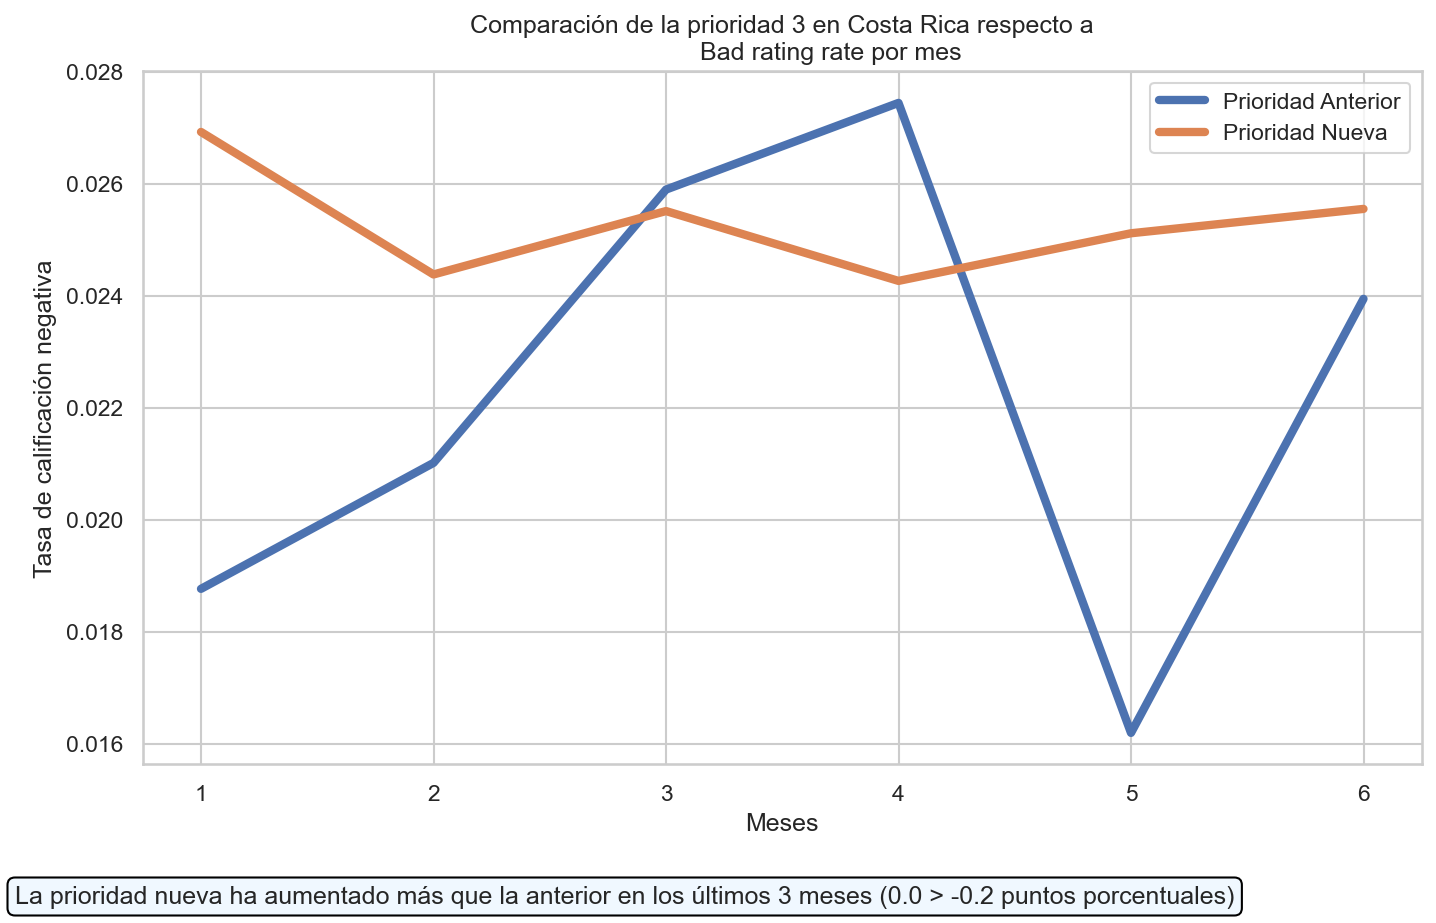 Comparación de la prioridad 3 en Costa Rica respecto a
Bad rating rate por mes
Prioridad Anterior
Prioridad Nueva
Tasa de calificación negativa
0.028
0.026
0.024
0.022
0.020
0.018
0.016
1 2 3 4 5 6
Meses
La prioridad nueva ha aumentado más que la anterior en los últimos 3 meses (0.0 > -0.2 puntos porcentuales)